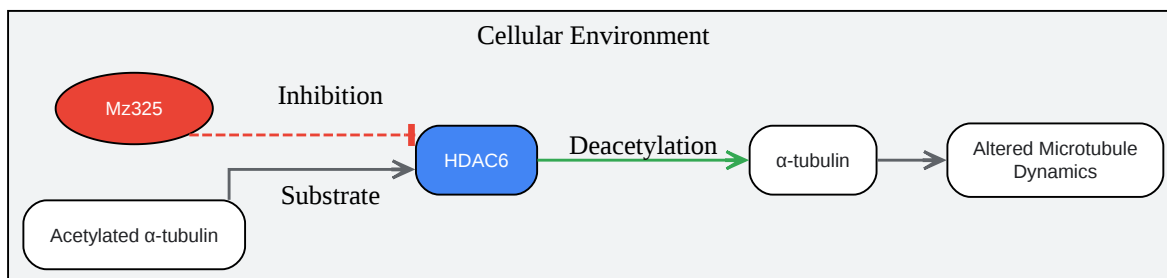 Cellular Environment
Mz325
Inhibition
HDAC6
Deacetylation
α-tubulin
Altered Microtubule
Dynamics
Substrate
Acetylated α-tubulin